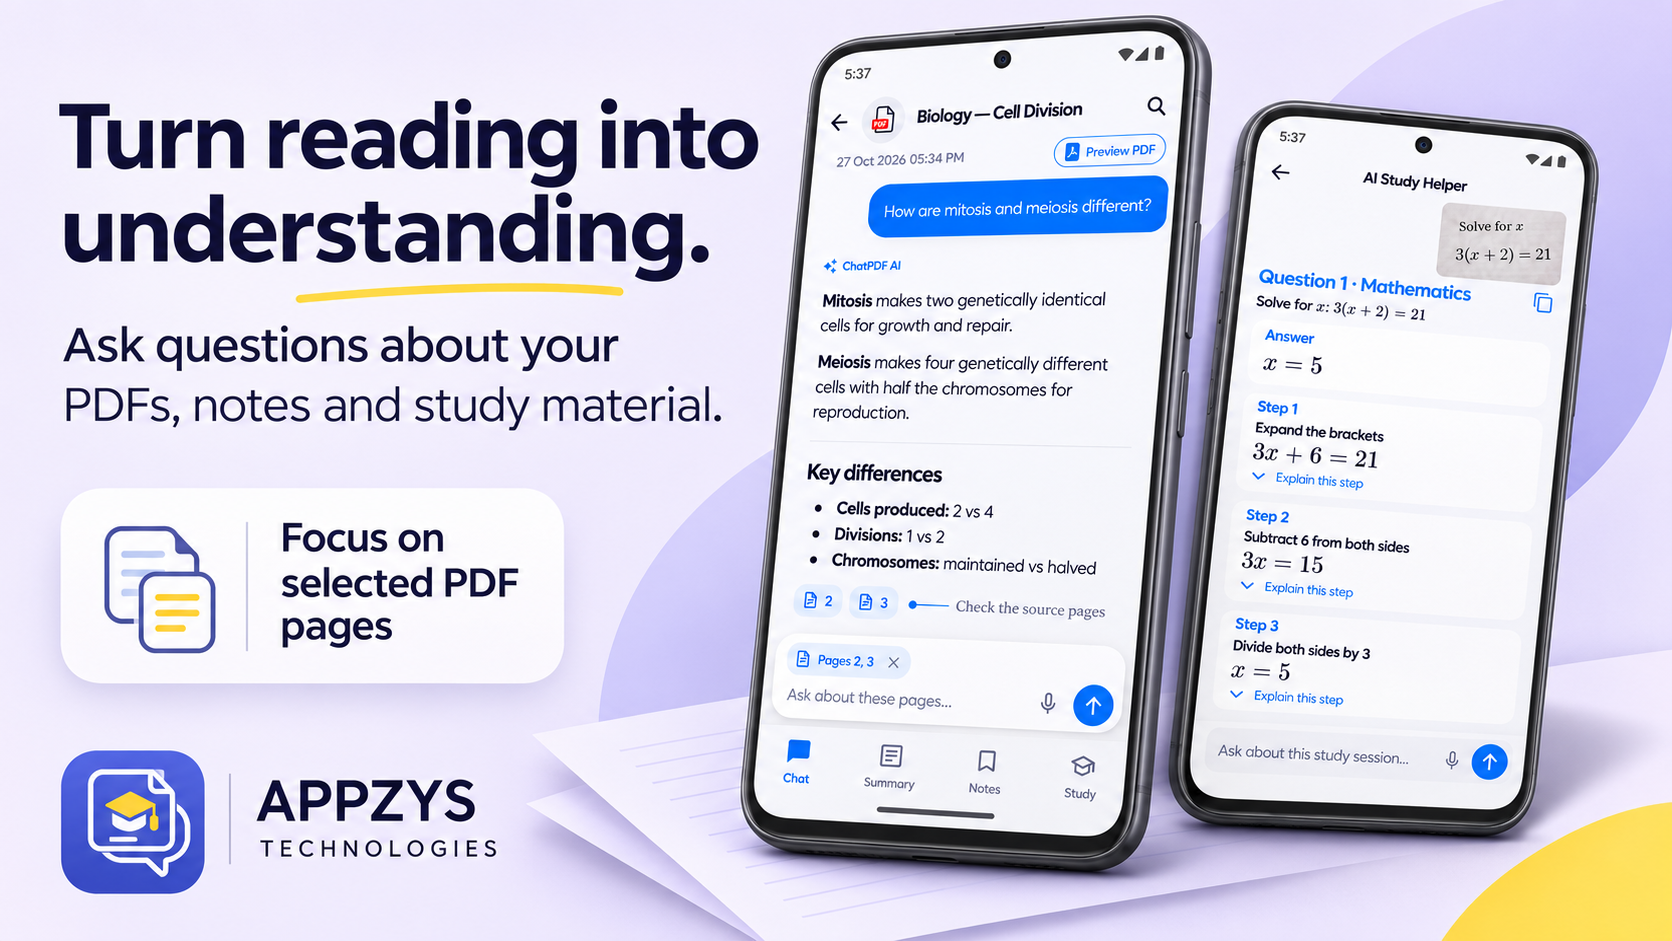 Turn reading into
understanding.
Ask questions about your
PDFs, notes and study material.
Focus on
selected PDF
pages
APPZYS
TECHNOLOGIES
5:37
Biology — Cell Division
PDF
27 Oct 2026 05:34 PM
Preview PDF
How are mitosis and meiosis different?
ChatPDF AI
Mitosis makes two genetically identical
cells for growth and repair.
Meiosis makes four genetically different
cells with half the chromosomes for
reproduction.
Key differences
• Cells produced: 2 vs 4
• Divisions: 1 vs 2
• Chromosomes: maintained vs halved
2 3 Check the source pages
Pages 2, 3 ×
Ask about these pages...
Chat Summary Notes Study
5:37
AI Study Helper
Solve for x
3(x + 2) = 21
Question 1 · Mathematics
Solve for x: 3(x + 2) = 21
Answer
x = 5
Step 1
Expand the brackets
3x + 6 = 21
Explain this step
Step 2
Subtract 6 from both sides
3x = 15
Explain this step
Step 3
Divide both sides by 3
x = 5
Explain this step
Ask about this study session...